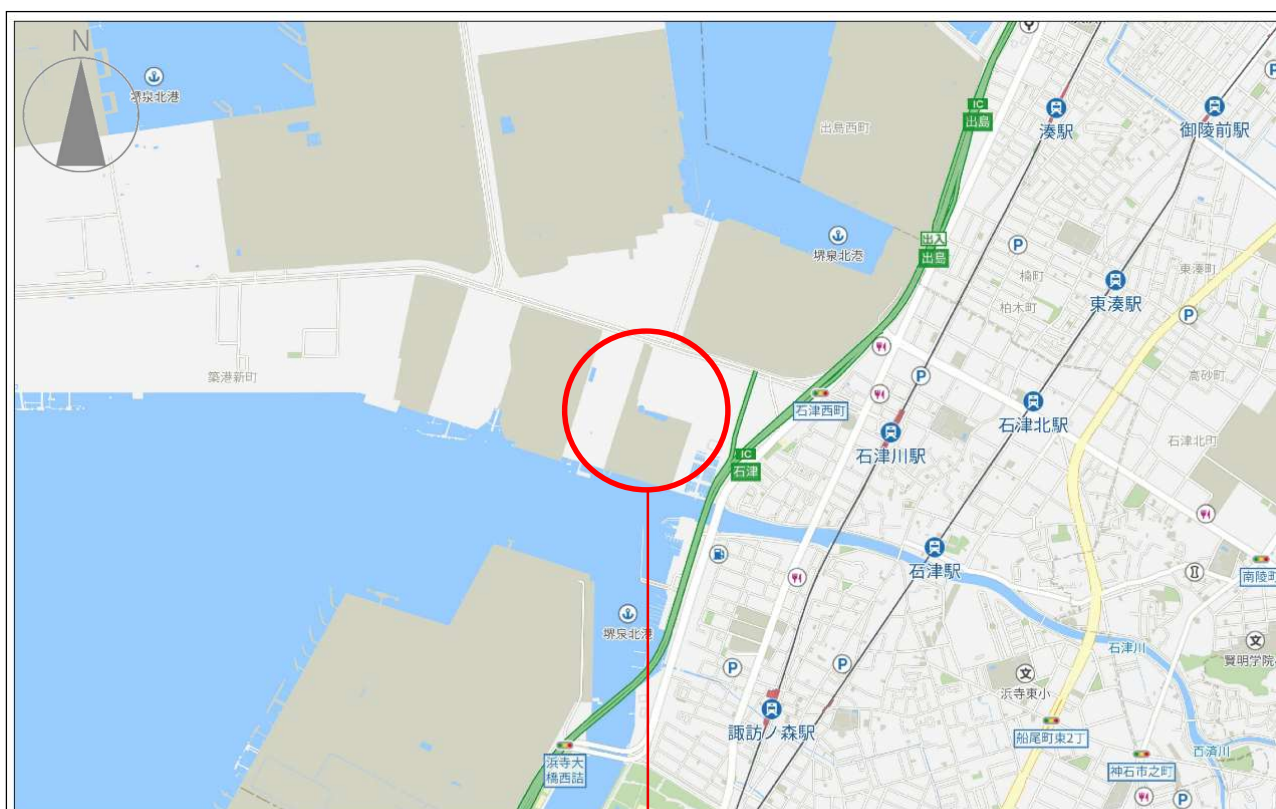 N
堺泉北港
出島西町
IC
出島
湊駅
御陵前駅
P
P
堺泉北港
出入
出島
P
楠町
柏木町
東湊町
東湊駅
P
築港新町
高砂町
石津西町
P
石津北駅
石津川駅
石津北町
IC
石津
石津駅
南陵町
堺泉北港
P
P
文
浜寺東小
石津川
文
賢明学院
諏訪ノ森駅
船尾町東2丁
百済川
浜寺大
橋西詰
神石市之町
P